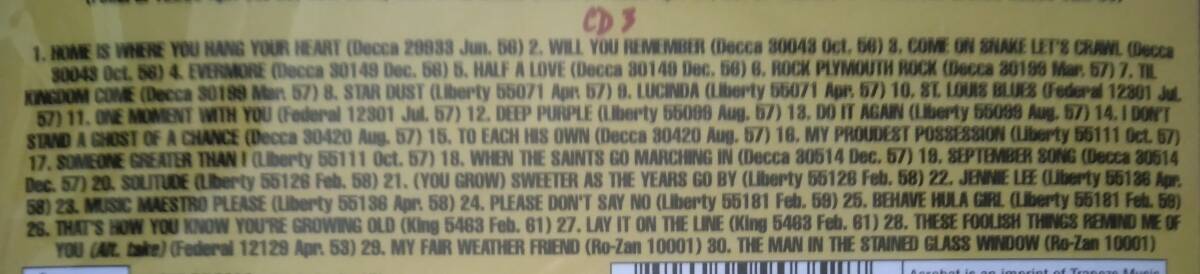 CD 3
1. HOME IS WHERE YOU HANG YOUR HEART (Decca 29933 Jun. 56) 2. WILL YOU REMEMBER (Decca 30043 Oct. 56) 3. COME ON SNAKE LET'S CRAWL (Decca
30043 Oct. 56) 4. EVERMORE (Decca 30149 Dec. 56) 5. HALF A LOVE (Decca 30149 Dec. 56) 6. ROCK PLYMOUTH ROCK (Decca 30199 Mar. 57) 7. TIL
KINGDOM COME (Decca 30199 Mar. 57) 8. STAR DUST (Liberty 55071 Apr. 57) 9. LUCINDA (Liberty 55071 Apr. 57) 10. ST. LOUIS BLUES (Federal 12301 Jul.
57) 11. ONE MOMENT WITH YOU (Federal 12301 Jul. 57) 12. DEEP PURPLE (Liberty 55099 Aug. 57) 13. DO IT AGAIN (Liberty 55099 Aug. 57) 14. I DON'T
STAND A GHOST OF A CHANCE (Decca 30420 Aug. 57) 15. TO EACH HIS OWN (Decca 30420 Aug. 57) 16. MY PROUDEST POSSESSION (Liberty 55111 Oct. 57)
17. SOMEONE GREATER THAN I (Liberty 55111 Oct. 57) 18. WHEN THE SAINTS GO MARCHING IN (Decca 30514 Dec. 57) 19. SEPTEMBER SONG (Decca 30514
Dec. 57) 20. SOLITUDE (Liberty 55126 Feb. 58) 21. (YOU GROW) SWEETER AS THE YEARS GO BY (Liberty 55126 Feb. 58) 22. JENNIE LEE (Liberty 55136 Apr.
58) 23. MUSIC MAESTRO PLEASE (Liberty 55136 Apr. 58) 24. PLEASE DON'T SAY NO (Liberty 55181 Feb. 59) 25. BEHAVE HULA GIRL (Liberty 55181 Feb. 59)
26. THAT'S HOW YOU KNOW YOU'RE GROWING OLD (King 5463 Feb. 61) 27. LAY IT ON THE LINE (King 5463 Feb. 61) 28. THESE FOOLISH THINGS REMIND ME OF
YOU (Alt. take) (Federal 12129 Apr. 53) 29. MY FAIR WEATHER FRIEND (Ro-Zan 10001) 30. THE MAN IN THE STAINED GLASS WINDOW (Ro-Zan 10001)
Acrobat is an imprint of Trapeze Music